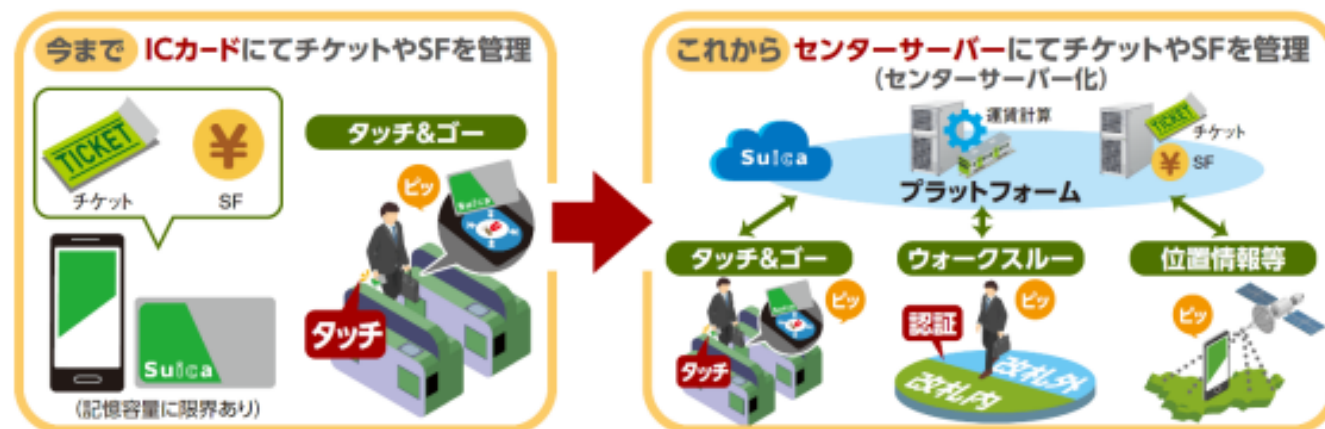 今まで ICカードにてチケットやSFを管理
TICKET
¥
チケット
SF
Suica
(記憶容量に限界あり)
タッチ&ゴー
ピッ
Suica
タッチ
これから センターサーバーにてチケットやSFを管理
(センターサーバー化)
Suica
運賃計算
TICKET
チケット
¥
SF
プラットフォーム
タッチ&ゴー
ピッ
Suica
タッチ
ウォークスルー
ピッ
認証
改札内
改札外
位置情報等
ピッ